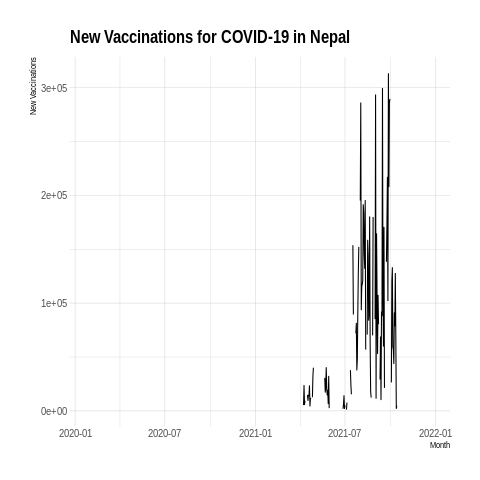 New Vaccinations for COVID-19 in Nepal
New Vaccinations
3e+05
2e+05
1e+05
0e+00
2020-01 2020-07 2021-01 2021-07 2022-01
Month